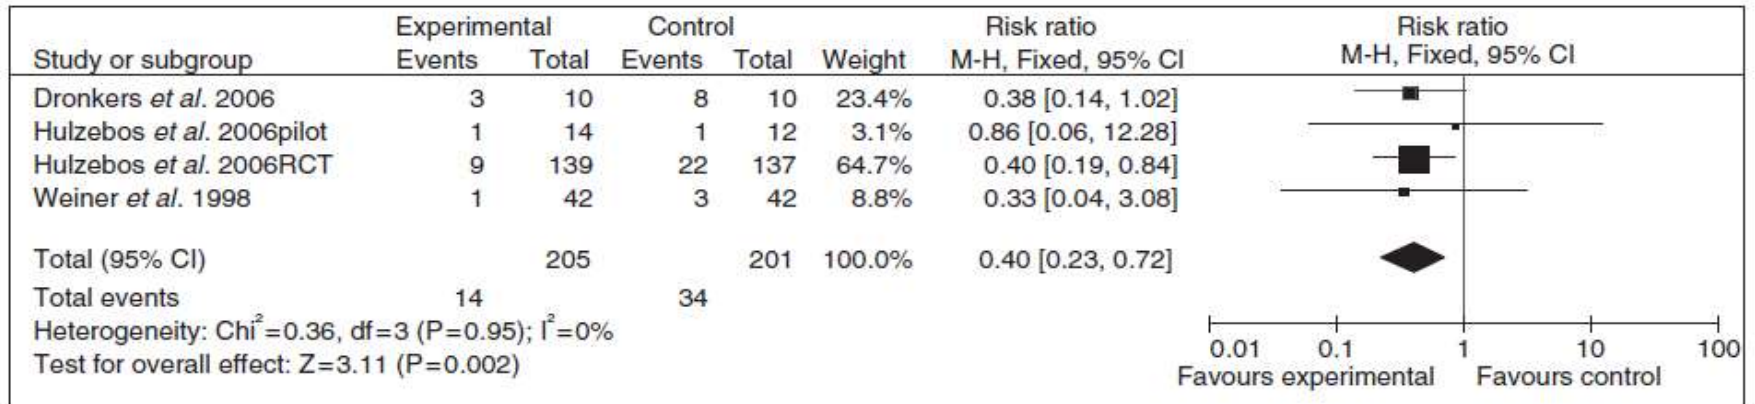 Experimental Control Risk ratio Risk ratio
Study or subgroup Events Total Events Total Weight M-H, Fixed, 95% CI M-H, Fixed, 95% CI
Dronkers et al. 2006 3 10 8 10 23.4% 0.38 [0.14, 1.02]
Hulzebos et al. 2006pilot 1 14 1 12 3.1% 0.86 [0.06, 12.28]
Hulzebos et al. 2006RCT 9 139 22 137 64.7% 0.40 [0.19, 0.84]
Weiner et al. 1998 1 42 3 42 8.8% 0.33 [0.04, 3.08]
Total (95% CI) 205 201 100.0% 0.40 [0.23, 0.72]
Total events 14 34
Heterogeneity: Chi²=0.36, df=3 (P=0.95); I²=0%
Test for overall effect: Z=3.11 (P=0.002)
0.01 0.1 1 10 100
Favours experimental Favours control